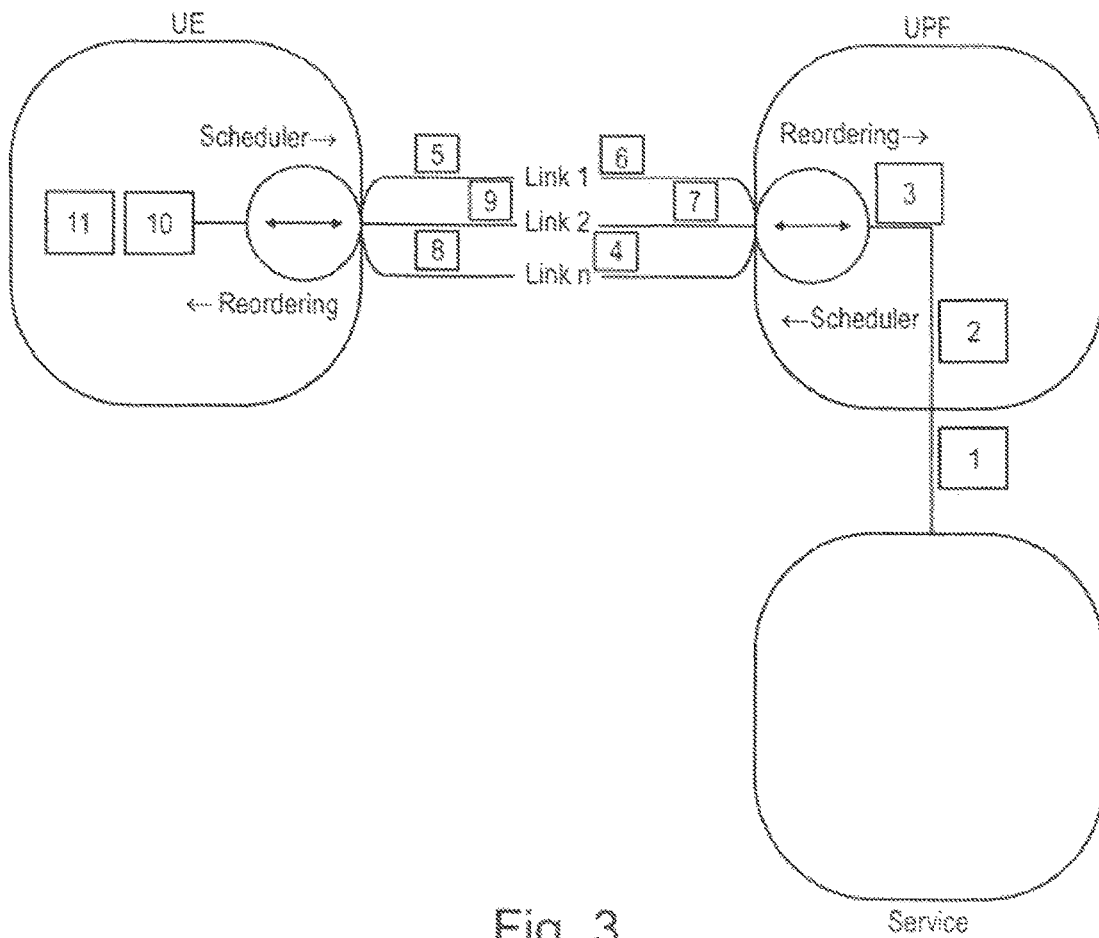 UE
UPF
Scheduler→
Reordering→
5
6
Link 1
3
9
7
11
10
Link 2
8
4
Link n
←Reordering
←Scheduler
2
1
Service
Fig. 3